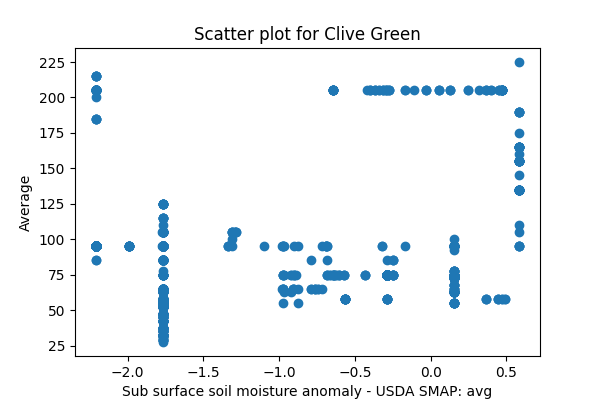 Scatter plot for Clive Green
225
200
175
150
125
100
75
50
25
Average
−2.0 −1.5 −1.0 −0.5 0.0 0.5
Sub surface soil moisture anomaly - USDA SMAP: avg